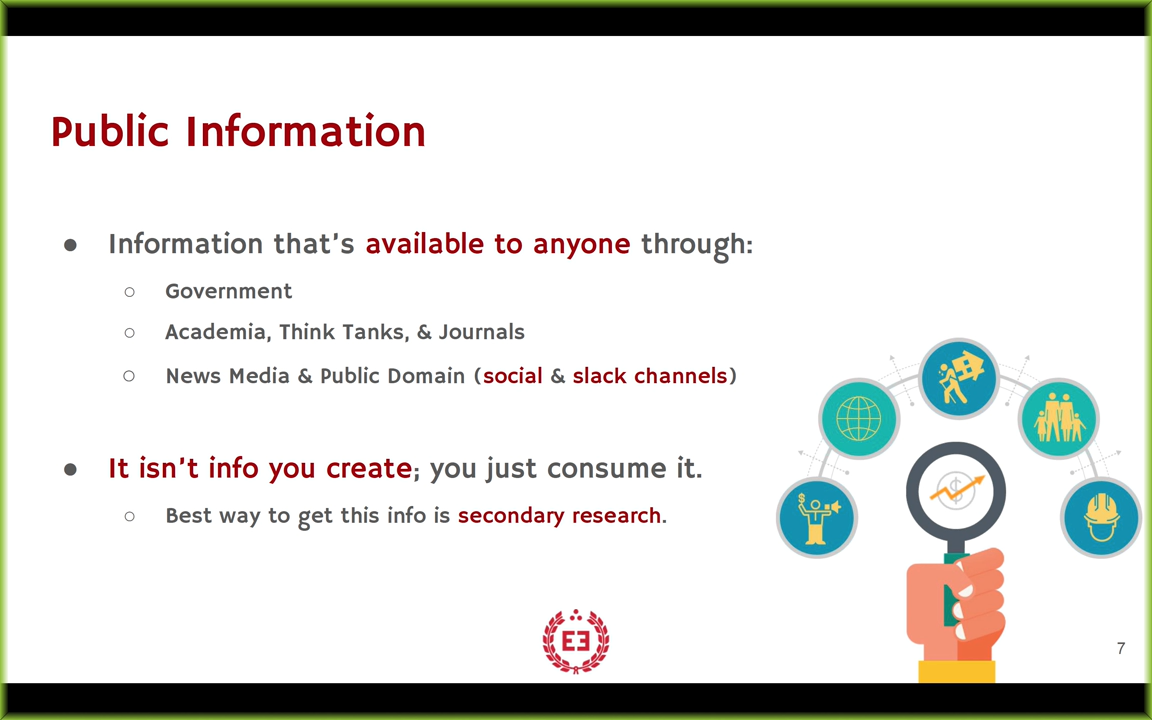 Public Information
● Information that's available to anyone through:
○ Government
○ Academia, Think Tanks, & Journals
○ News Media & Public Domain (social & slack channels)
● It isn't info you create; you just consume it.
○ Best way to get this info is secondary research.
EE
7